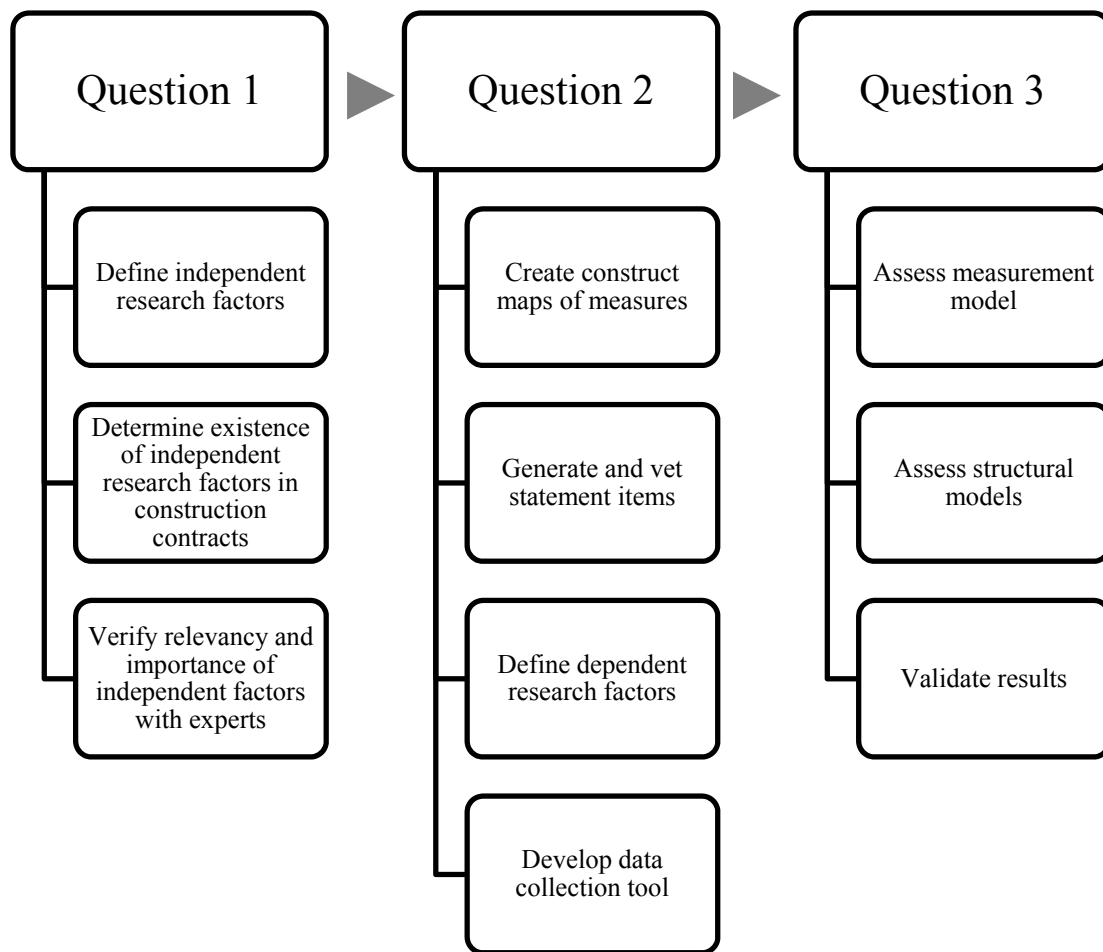 Question 1
Question 2
Question 3
Define independent
research factors
Determine existence
of independent
research factors in
construction
contracts
Verify relevancy and
importance of
independent factors
with experts
Create construct
maps of measures
Generate and vet
statement items
Define dependent
research factors
Develop data
collection tool
Assess measurement
model
Assess structural
models
Validate results